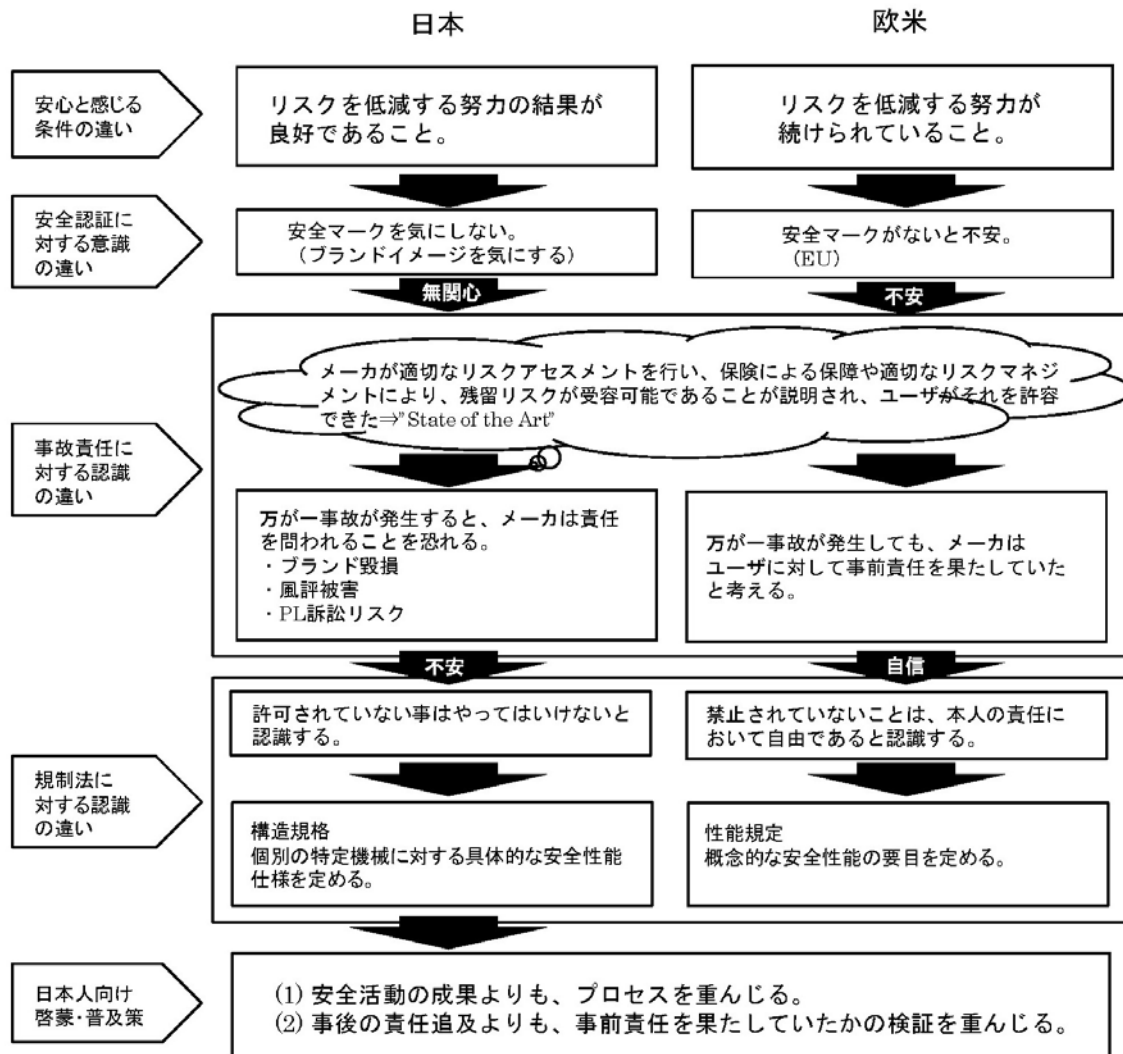 日本
欧米
安心と感じる
条件の違い
リスクを低減する努力の結果が
良好であること。
リスクを低減する努力が
続けられていること。
安全認証に
対する意識
の違い
安全マークを気にしない。
（ブランドイメージを気にする）
安全マークがないと不安。
（EU）
無関心
不安
事故責任に
対する認識
の違い
メーカが適切なリスクアセスメントを行い、保険による保障や適切なリスクマネジ
メントにより、残留リスクが受容可能であることが説明され、ユーザがそれを許容
できた⇒"State of the Art"
万が一事故が発生すると、メーカは責任
を問われることを恐れる。
・ブランド毀損
・風評被害
・PL訴訟リスク
万が一事故が発生しても、メーカは
ユーザに対して事前責任を果たしていた
と考える。
不安
自信
規制法に
対する認識
の違い
許可されていない事はやってはいけないと
認識する。
禁止されていないことは、本人の責任に
おいて自由であると認識する。
構造規格
個別の特定機械に対する具体的な安全性能
仕様を定める。
性能規定
概念的な安全性能の要目を定める。
日本人向け
啓蒙・普及策
(1) 安全活動の成果よりも、プロセスを重んじる。
(2) 事後の責任追及よりも、事前責任を果たしていたかの検証を重んじる。